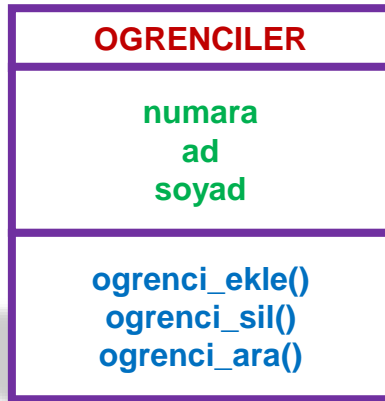 OGRENCILER
numara
ad
soyad
ogrenci_ekle()
ogrenci_sil()
ogrenci_ara()